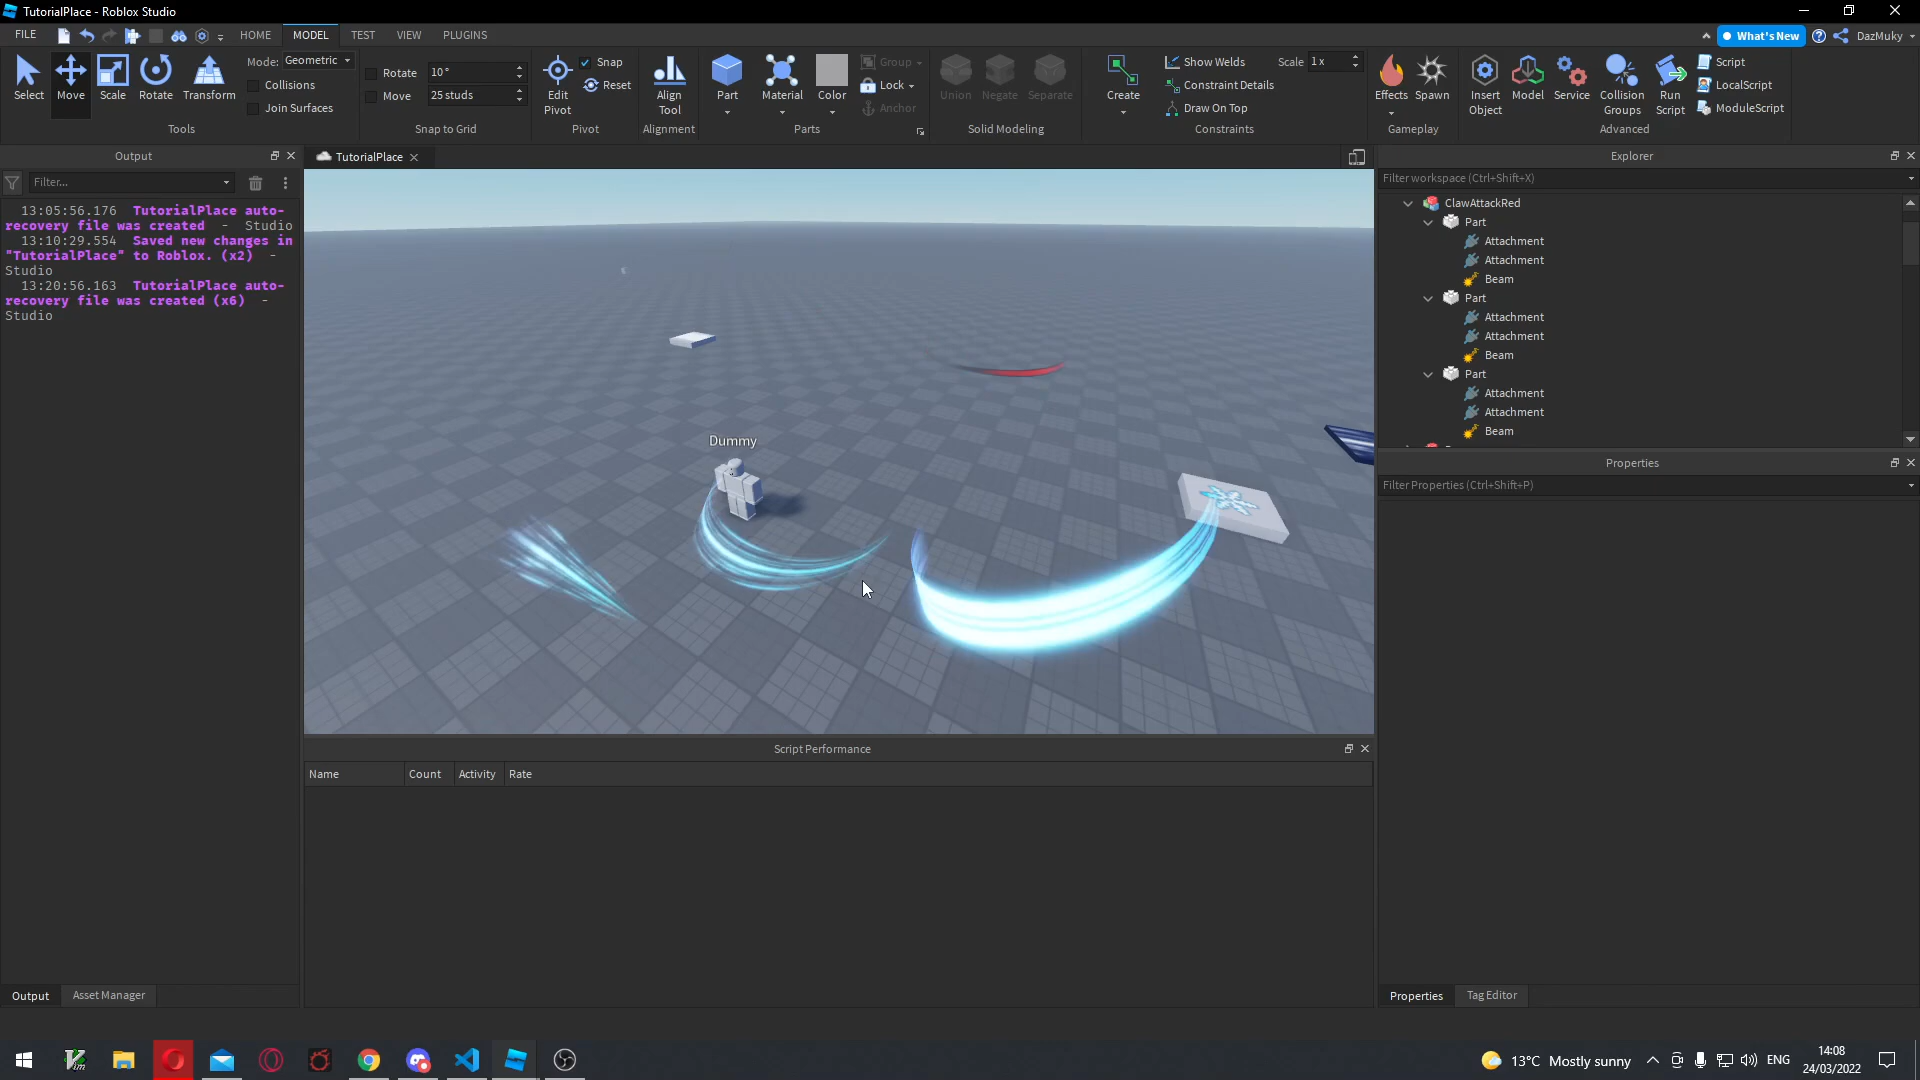 TutorialPlace - Roblox Studio
FILE
HOME
MODEL
TEST
VIEW
PLUGINS
What's New
DazMuky
Select
Move
Scale
Rotate
Transform
Mode:
Geometric
Collisions
Join Surfaces
Tools
Rotate
10°
Move
25 studs
Snap to Grid
Edit
Pivot
Snap
Reset
Pivot
Align
Tool
Alignment
Part
Material
Color
Group
Lock
Anchor
Parts
Union
Negate
Separate
Solid Modeling
Create
Show Welds
Constraint Details
Draw On Top
Scale
1x
Constraints
Effects
Spawn
Gameplay
Insert
Object
Model
Service
Collision
Groups
Run
Script
Script
LocalScript
ModuleScript
Advanced
Output
Filter...
13:05:56.176  TutorialPlace auto-
recovery file was created  -  Studio
13:10:29.554  Saved new changes in
"TutorialPlace" to Roblox. (x2)  -
Studio
13:20:56.163  TutorialPlace auto-
recovery file was created (x6)  -
Studio
TutorialPlace
Dummy
Explorer
Filter workspace (Ctrl+Shift+X)
ClawAttackRed
Part
Attachment
Attachment
Beam
Part
Attachment
Attachment
Beam
Part
Attachment
Attachment
Beam
Properties
Filter Properties (Ctrl+Shift+P)
Script Performance
Name
Count
Activity
Rate
Output
Asset Manager
Properties
Tag Editor
13°C Mostly sunny
ENG
14:08
24/03/2022